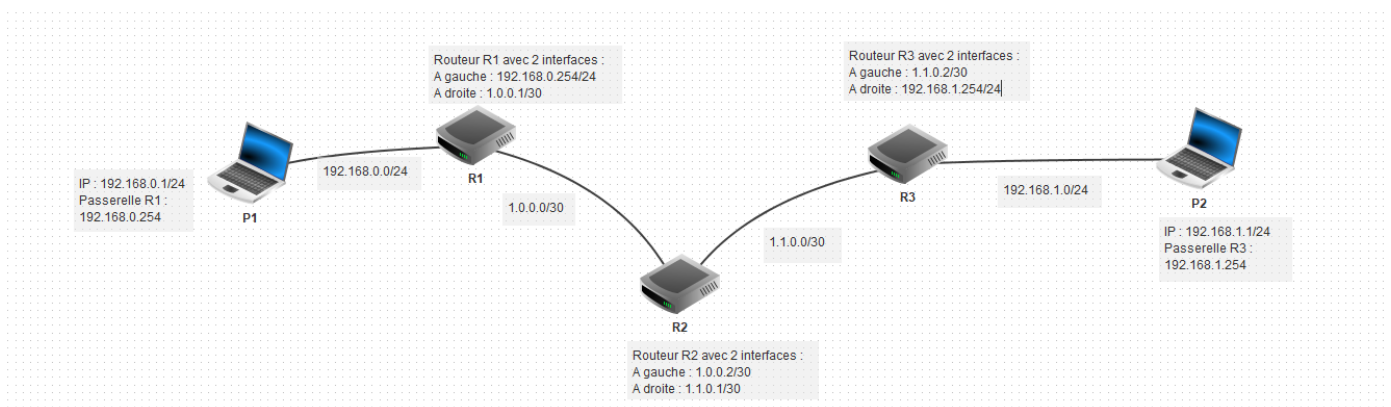 Routeur R1 avec 2 interfaces :
A gauche : 192.168.0.254/24
A droite : 1.0.0.1/30
Routeur R3 avec 2 interfaces :
A gauche : 1.1.0.2/30
A droite : 192.168.1.254/24
IP : 192.168.0.1/24
Passerelle R1 :
192.168.0.254
P1
192.168.0.0/24
R1
1.0.0.0/30
R2
Routeur R2 avec 2 interfaces :
A gauche : 1.0.0.2/30
A droite : 1.1.0.1/30
1.1.0.0/30
R3
192.168.1.0/24
P2
IP : 192.168.1.1/24
Passerelle R3 :
192.168.1.254